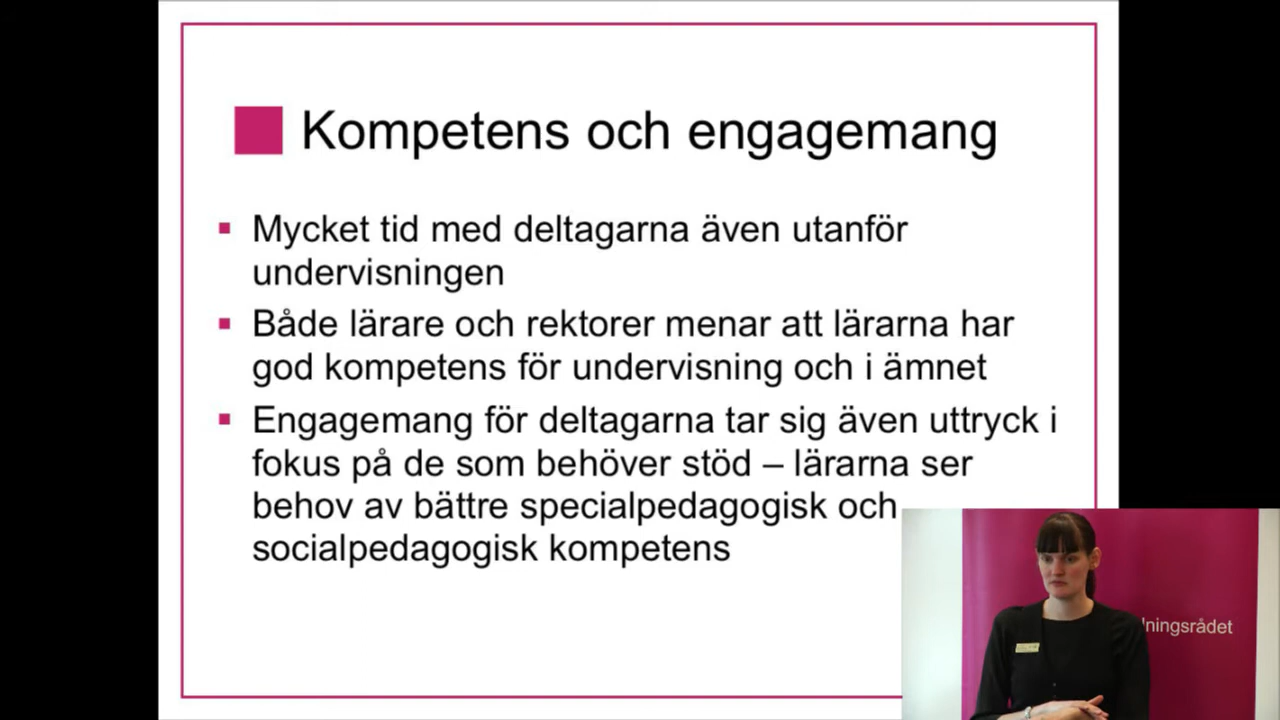 Kompetens och engagemang
▪ Mycket tid med deltagarna även utanför
undervisningen
▪ Både lärare och rektorer menar att lärarna har
god kompetens för undervisning och i ämnet
▪ Engagemang för deltagarna tar sig även uttryck i
fokus på de som behöver stöd – lärarna ser
behov av bättre specialpedagogisk och
socialpedagogisk kompetens
lningsrådet